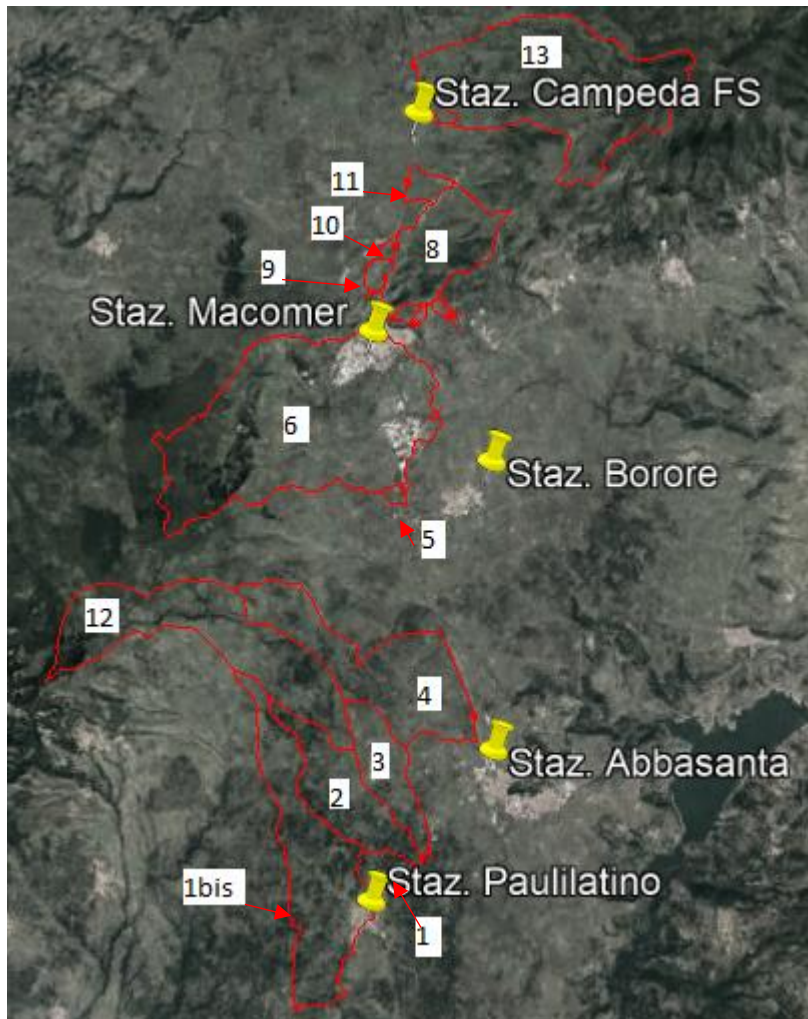 13
Staz. Campeda FS
11
10
8
9
Staz. Macomer
6
Staz. Borore
5
12
4
3
Staz. Abbasanta
2
Staz. Paulilatino
1bis
1